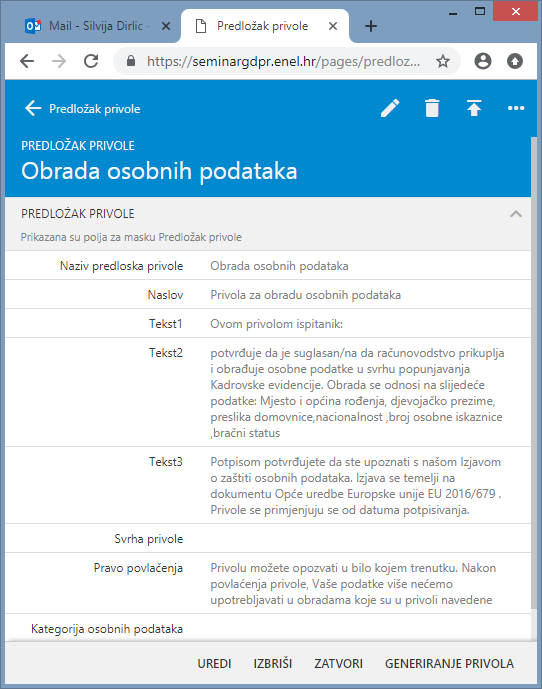 Mail - Silvija Dirlic -
Predložak privole
https://seminargdpr.enel.hr/pages/predloz...
Predložak privole
PREDLOŽAK PRIVOLE
Obrada osobnih podataka
PREDLOŽAK PRIVOLE
Prikazana su polja za masku Predložak privole
Naziv predloska privole Obrada osobnih podataka
Naslov Privola za obradu osobnih podataka
Tekst1 Ovom privolom ispitanik:
Tekst2 potvrđuje da je suglasan/na da računovodstvo prikuplja
i obrađuje osobne podatke u svrhu popunjavanja
Kadrovske evidencije. Obrada se odnosi na slijedeće
podatke: Mjesto i općina rođenja, djevojačko prezime,
preslika domovnice,nacionalnost ,broj osobne iskaznice
,bračni status
Tekst3 Potpisom potvrđujete da ste upoznati s našom Izjavom
o zaštiti osobnih podataka. Izjava se temelji na
dokumentu Opće uredbe Europske unije EU 2016/679 .
Privole se primjenjuju se od datuma potpisivanja.
Svrha privole
Pravo povlačenja Privolu možete opozvati u bilo kojem trenutku. Nakon
povlaćenja privole, Vaše podatke više nećemo
upotrebljavati u obradama koje su u privoli navedene
Kategorija osobnih podataka
UREDI IZBRIŠI ZATVORI GENERIRANJE PRIVOLA